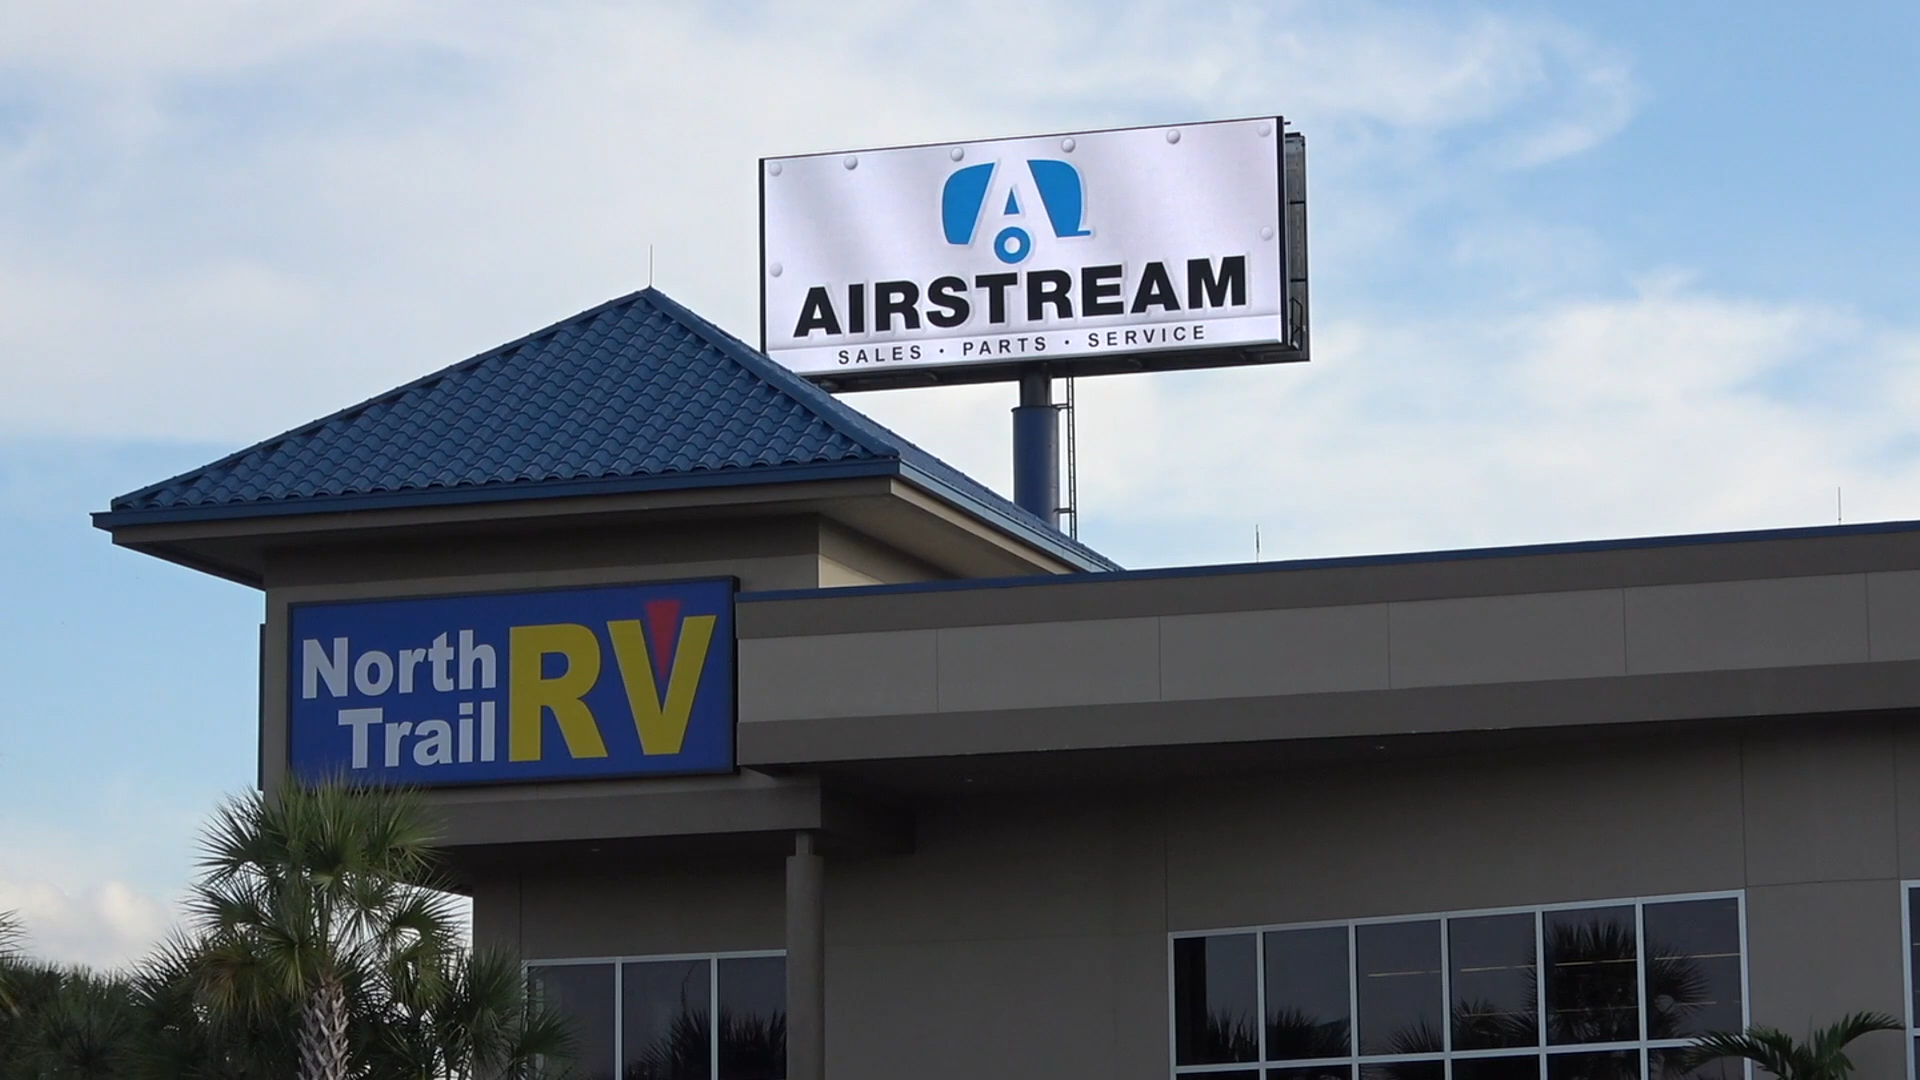 AIRSTREAM
SALES · PARTS · SERVICE
North
Trail
RV